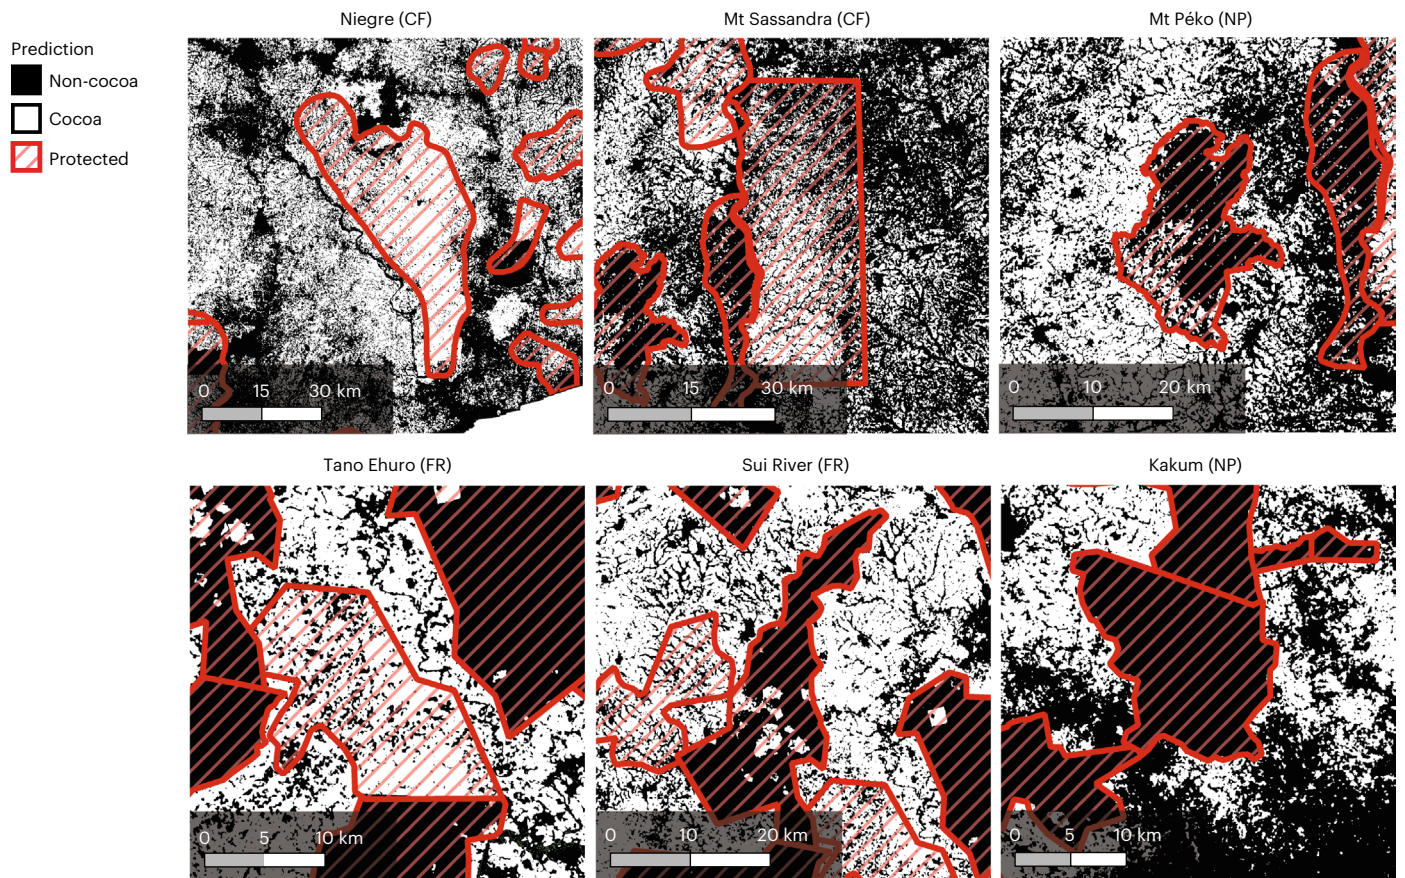 Niegre (CF)
Mt Sassandra (CF)
Mt Péko (NP)
Prediction
Non-cocoa
Cocoa
Protected
0 15 30 km
0 15 30 km
0 10 20 km
Tano Ehuro (FR)
Sui River (FR)
Kakum (NP)
0 5 10 km
0 10 20 km
0 5 10 km